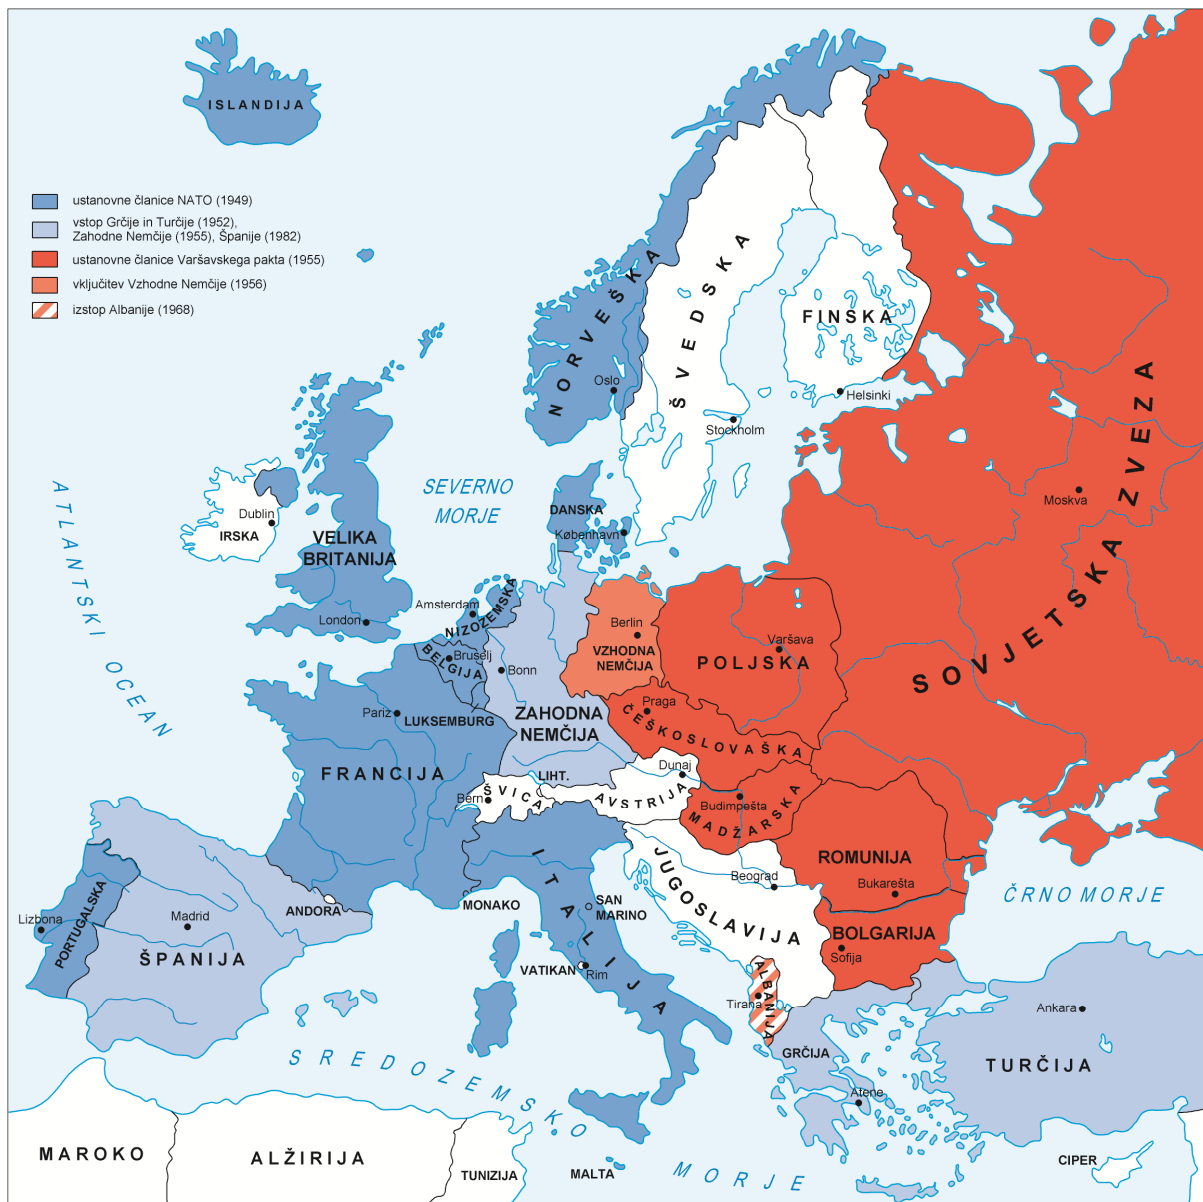 ISLANDIJA
ustanovne članice NATO (1949)
vstop Grčije in Turčije (1952),
Zahodne Nemčije (1955), Španije (1982)
ustanovne članice Varšavskega pakta (1955)
vključitev Vzhodne Nemčije (1956)
izstop Albanije (1968)
NORVEŠKA
Oslo
ŠVEDSKA
Stockholm
FINSKA
Helsinki
SOVJETSKA ZVEZA
Moskva
ATLANTSKI OCEAN
SEVERNO
MORJE
DANSKA
København
Dublin
IRSKA
VELIKA
BRITANIJA
London
Amsterdam
NIZOZEMSKA
Bruselj
BELGIJA
Bonn
Berlin
VZHODNA
NEMČIJA
Varšava
POLJSKA
Praga
ČEŠKOSLOVAŠKA
Pariz
LUKSEMBURG
ZAHODNA
NEMČIJA
FRANCIJA
LIHT.
Dunaj
Bern
ŠVICA
AVSTRIJA
Budimpešta
MADŽARSKA
ROMUNIJA
Bukarešta
JUGOSLAVIJA
Beograd
ČRNO MORJE
ITALIJA
MONAKO
SAN
MARINO
ANDORA
Lizbona
PORTUGALSKA
Madrid
ŠPANIJA
VATIKAN
Rim
BOLGARIJA
Sofija
ALBANIJA
Tirana
Ankara
GRČIJA
TURČIJA
Atene
SREDOZEMSKO
MORJE
MAROKO
ALŽIRIJA
TUNIZIJA
MALTA
CIPER